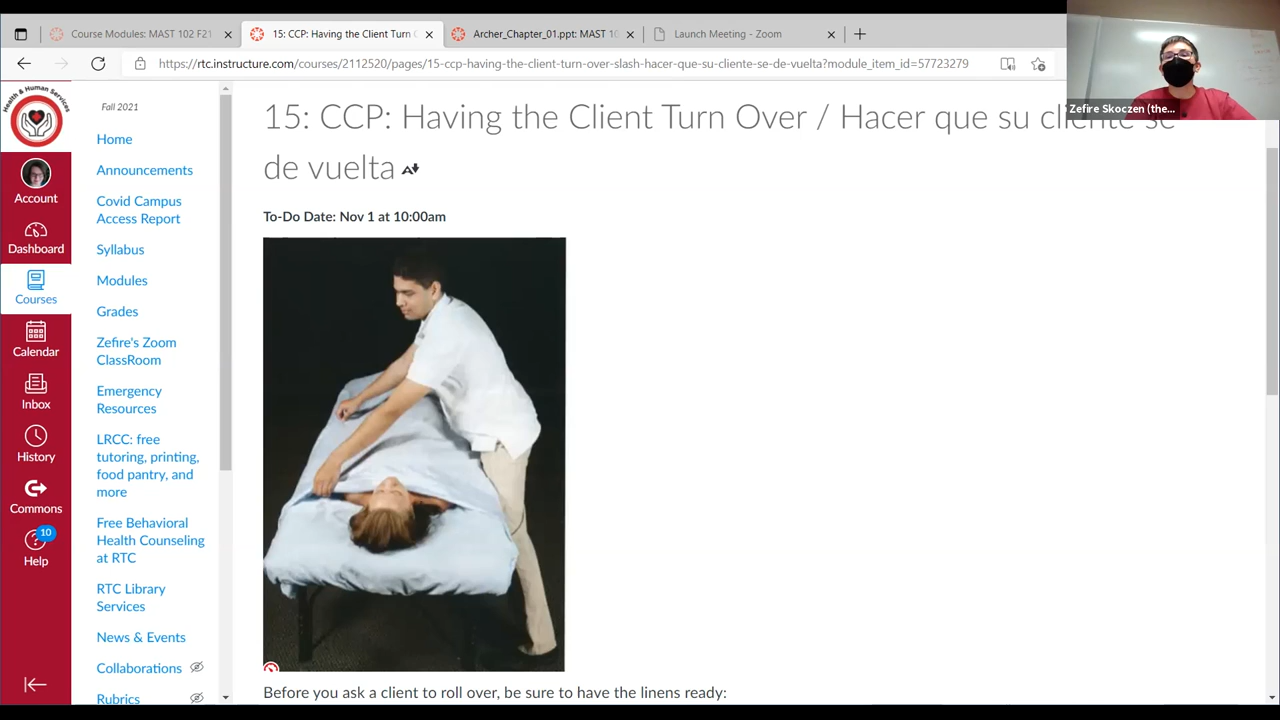 Course Modules: MAST 102 F21
15: CCP: Having the Client Turn O
Archer_Chapter_01.ppt: MAST 10
Launch Meeting - Zoom
https://rtc.instructure.com/courses/2112520/pages/15-ccp-having-the-client-turn-over-slash-hacer-que-su-cliente-se-de-vuelta?module_item_id=57723279
Zefire Skoczen (the...
Health & Human Services
Account
Dashboard
Courses
Calendar
Inbox
History
Commons
10
Help
Fall 2021
Home
Announcements
Covid Campus
Access Report
Syllabus
Modules
Grades
Zefire's Zoom
ClassRoom
Emergency
Resources
LRCC: free
tutoring, printing,
food pantry, and
more
Free Behavioral
Health Counseling
at RTC
RTC Library
Services
News & Events
Collaborations
Rubrics
15: CCP: Having the Client Turn Over / Hacer que su cliente se
de vuelta
To-Do Date: Nov 1 at 10:00am
Before you ask a client to roll over, be sure to have the linens ready: